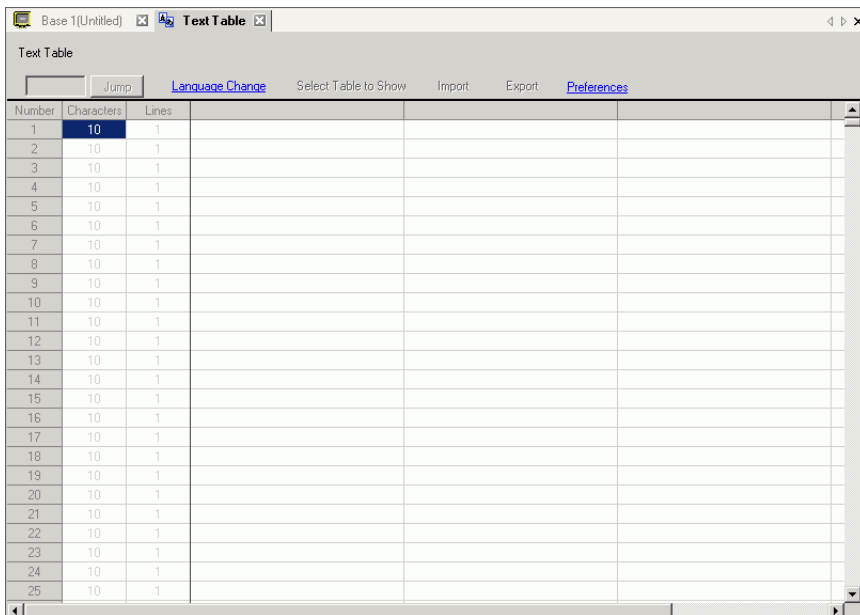 Base 1(Untitled) Text Table
Text Table
Jump Language Change Select Table to Show Import Export Preferences
Number Characters Lines
1 10 1
2 10 1
3 10 1
4 10 1
5 10 1
6 10 1
7 10 1
8 10 1
9 10 1
10 10 1
11 10 1
12 10 1
13 10 1
14 10 1
15 10 1
16 10 1
17 10 1
18 10 1
19 10 1
20 10 1
21 10 1
22 10 1
23 10 1
24 10 1
25 10 1